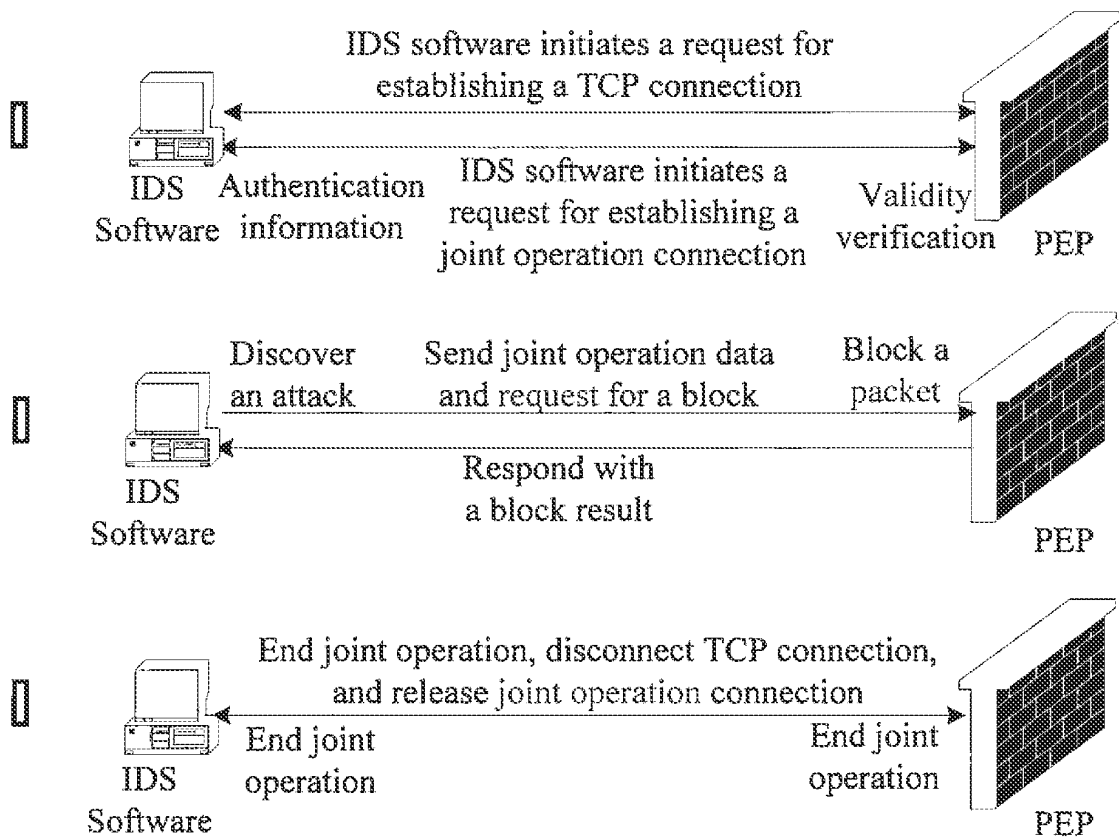 IDS software initiates a request for
establishing a TCP connection
IDS
Software
Authentication
information
IDS software initiates a
request for establishing a
joint operation connection
Validity
verification
PEP
Discover
an attack
Send joint operation data
and request for a block
Block a
packet
Respond with
a block result
IDS
Software
PEP
End joint operation, disconnect TCP connection,
and release joint operation connection
End joint
operation
End joint
operation
IDS
Software
PEP